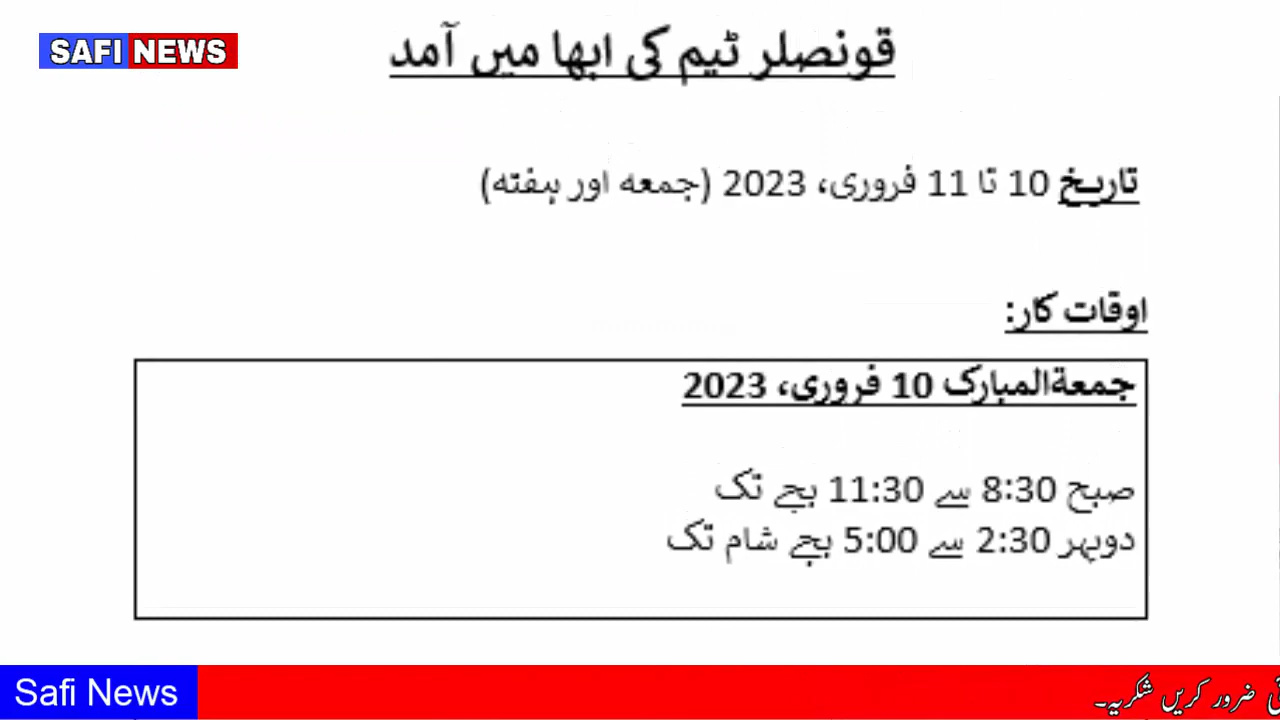 SAFI NEWS
قونصلر ٹیم کی ابھا میں آمد
تاریخ 10 تا 11 فروری، 2023 (جمعہ اور ہفتہ)
اوقات کار:
جمعةالمبارک 10 فروری، 2023
صبح 8:30 سے 11:30 بجے تک
دوپہر 2:30 سے 5:00 بجے شام تک
Safi News
ضرور کریں شکریہ۔